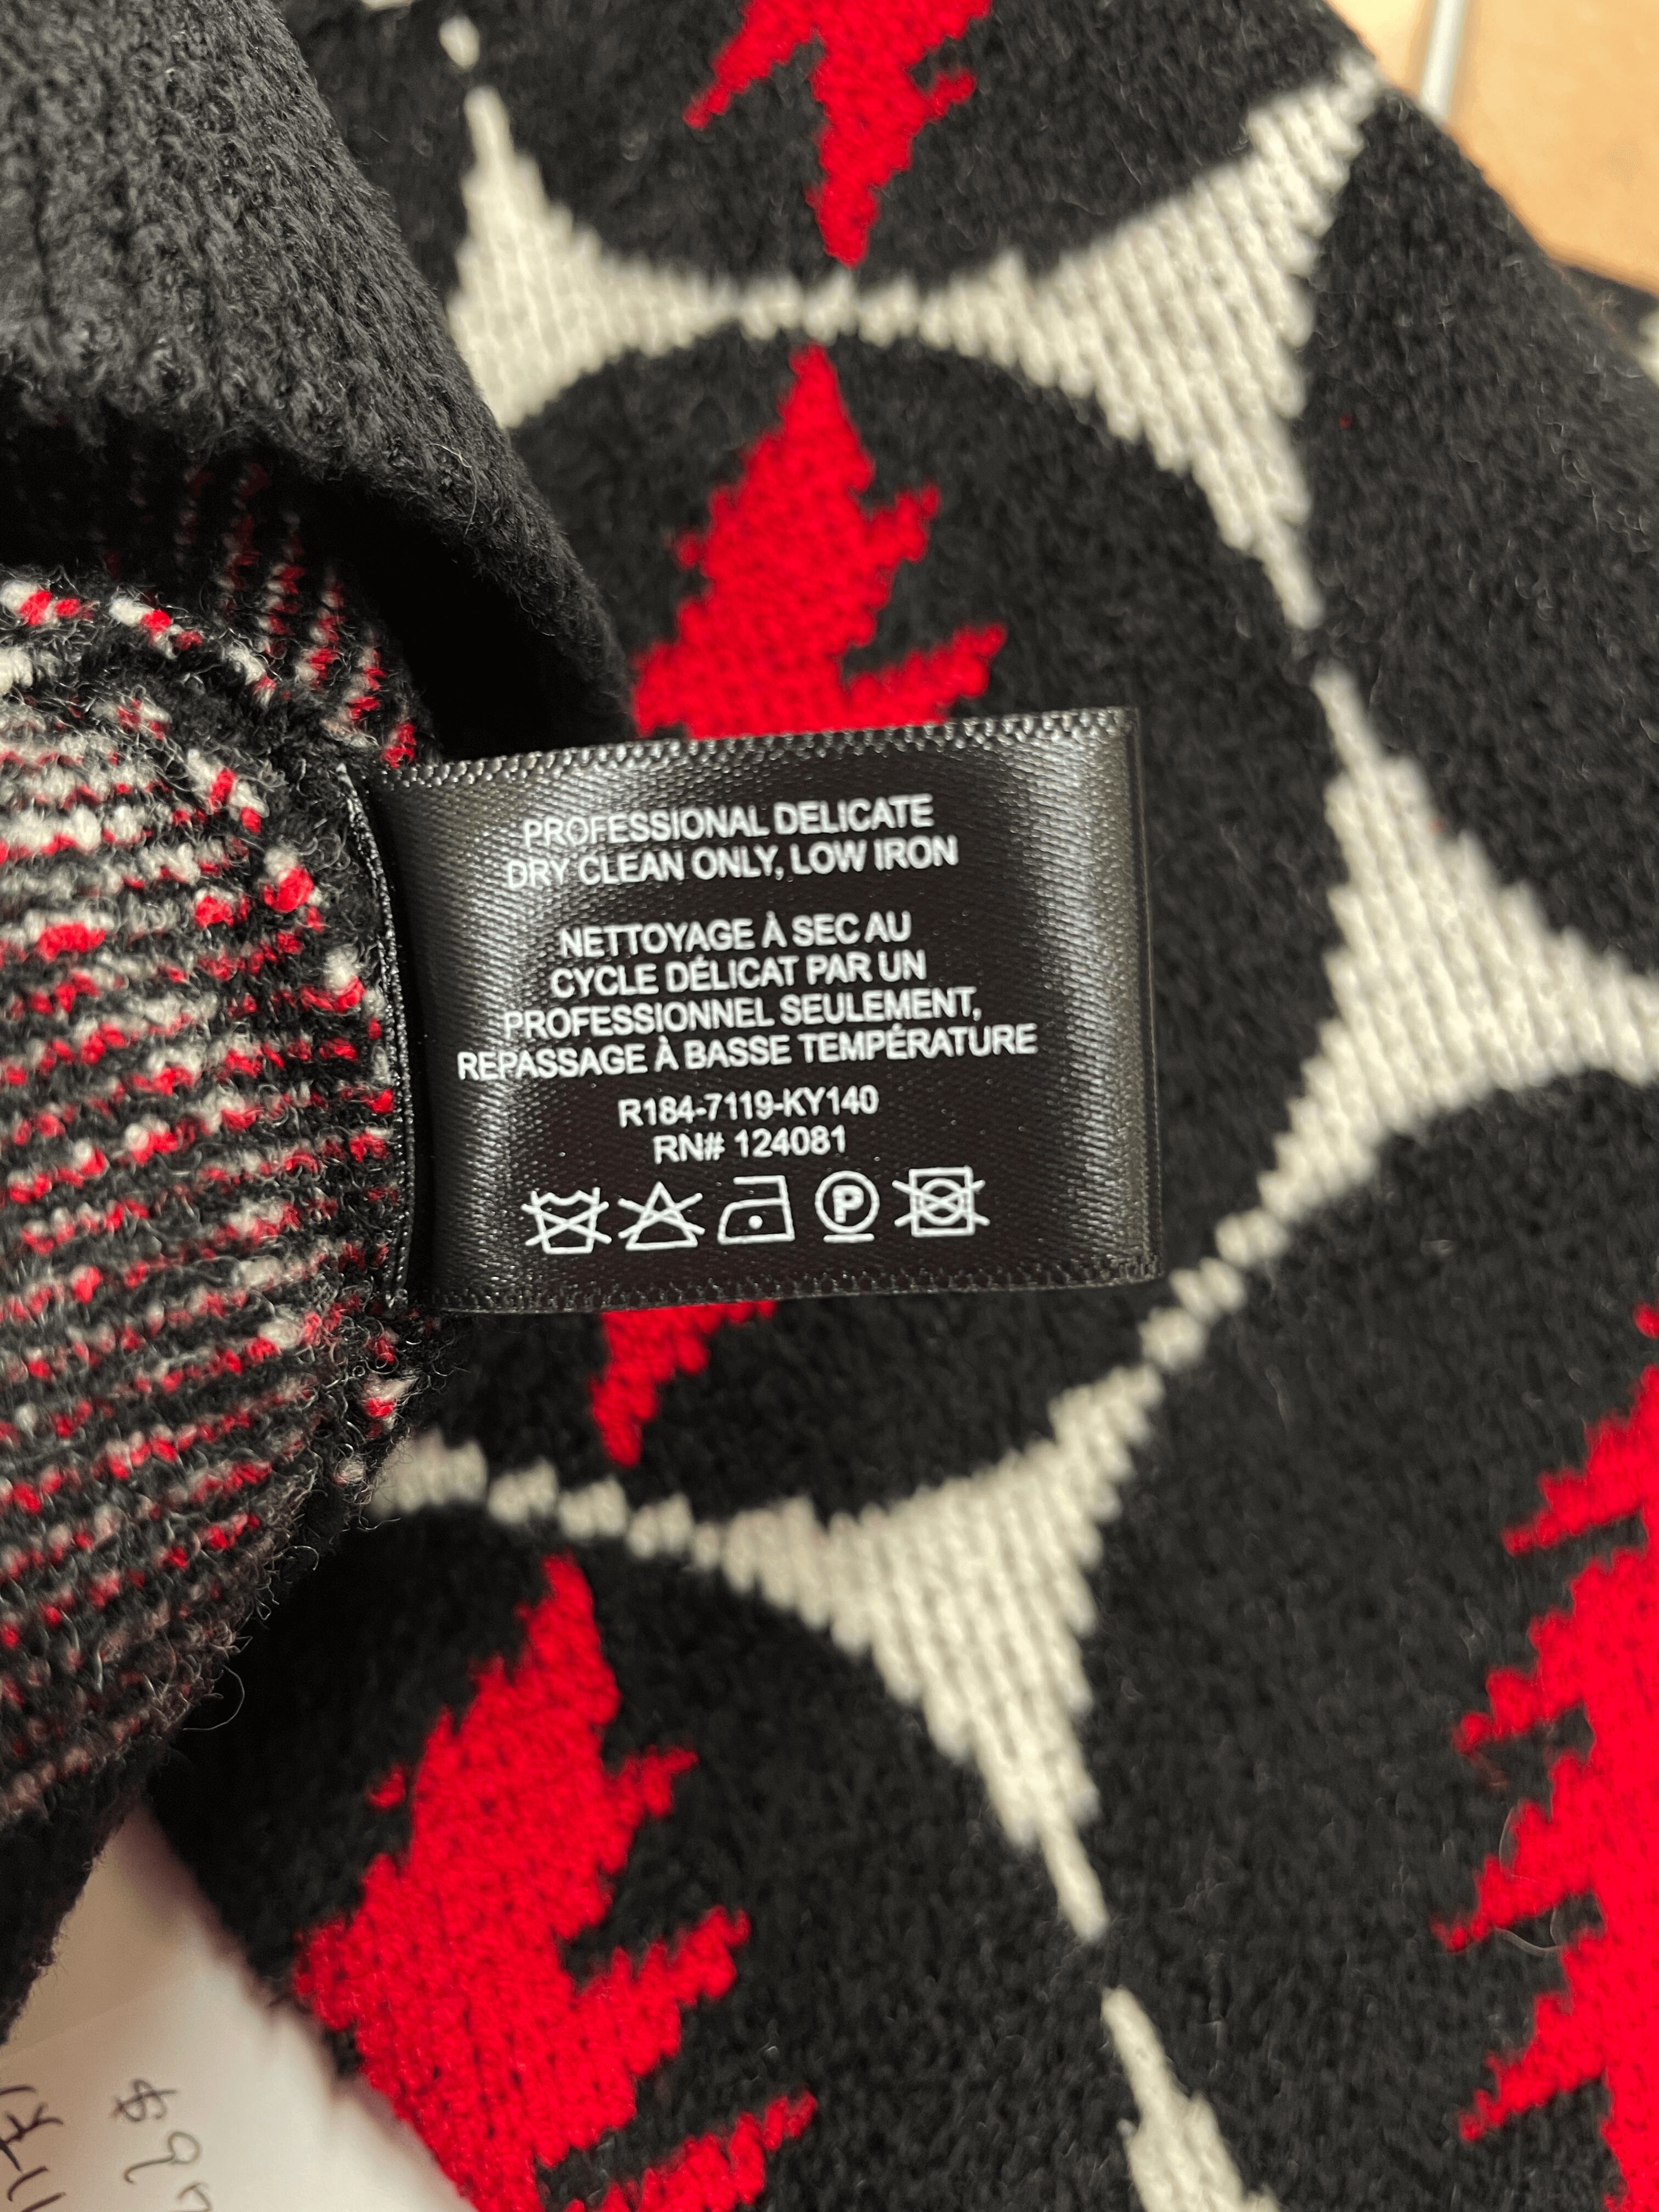 PROFESSIONAL DELICATE
DRY CLEAN ONLY, LOW IRON
NETTOYAGE À SEC AU
CYCLE DÉLICAT PAR UN
PROFESSIONNEL SEULEMENT,
REPASSAGE À BASSE TEMPÉRATURE
R184-7119-KY140
RN# 124081
P